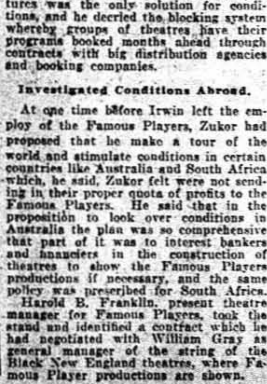 tures was the only solution for condi-
tions, and he decried the blocking system
whereby groups of theatres have their
programs booked months ahead through
contracts with big distribution agencies
and booking companies.
Investigated Conditions Abroad.
At one time before Irwin left the em-
ploy of the Famous Players, Zukor had
proposed that he make a tour of the
world and stimulate conditions in certain
countries like Australia and South Africa
which, he said, Zukor felt were not send-
ing in their proper quota of profits to the
Famous Players. He said that in the
proposition to look over conditions in
Australia the plan was so comprehensive
that part of it was to interest bankers
and financiers in the construction of
theatres to show the Famous Players
productions if necessary, and the same
policy was prescribed for South Africa.
Harold B. Franklin, present theatre
manager for Famous Players, took the
stand and identified a contract which he
had negotiated with William Gray as
general manager of the string of the
Black New England theatres, where Fa-
mous Player productions are shown.